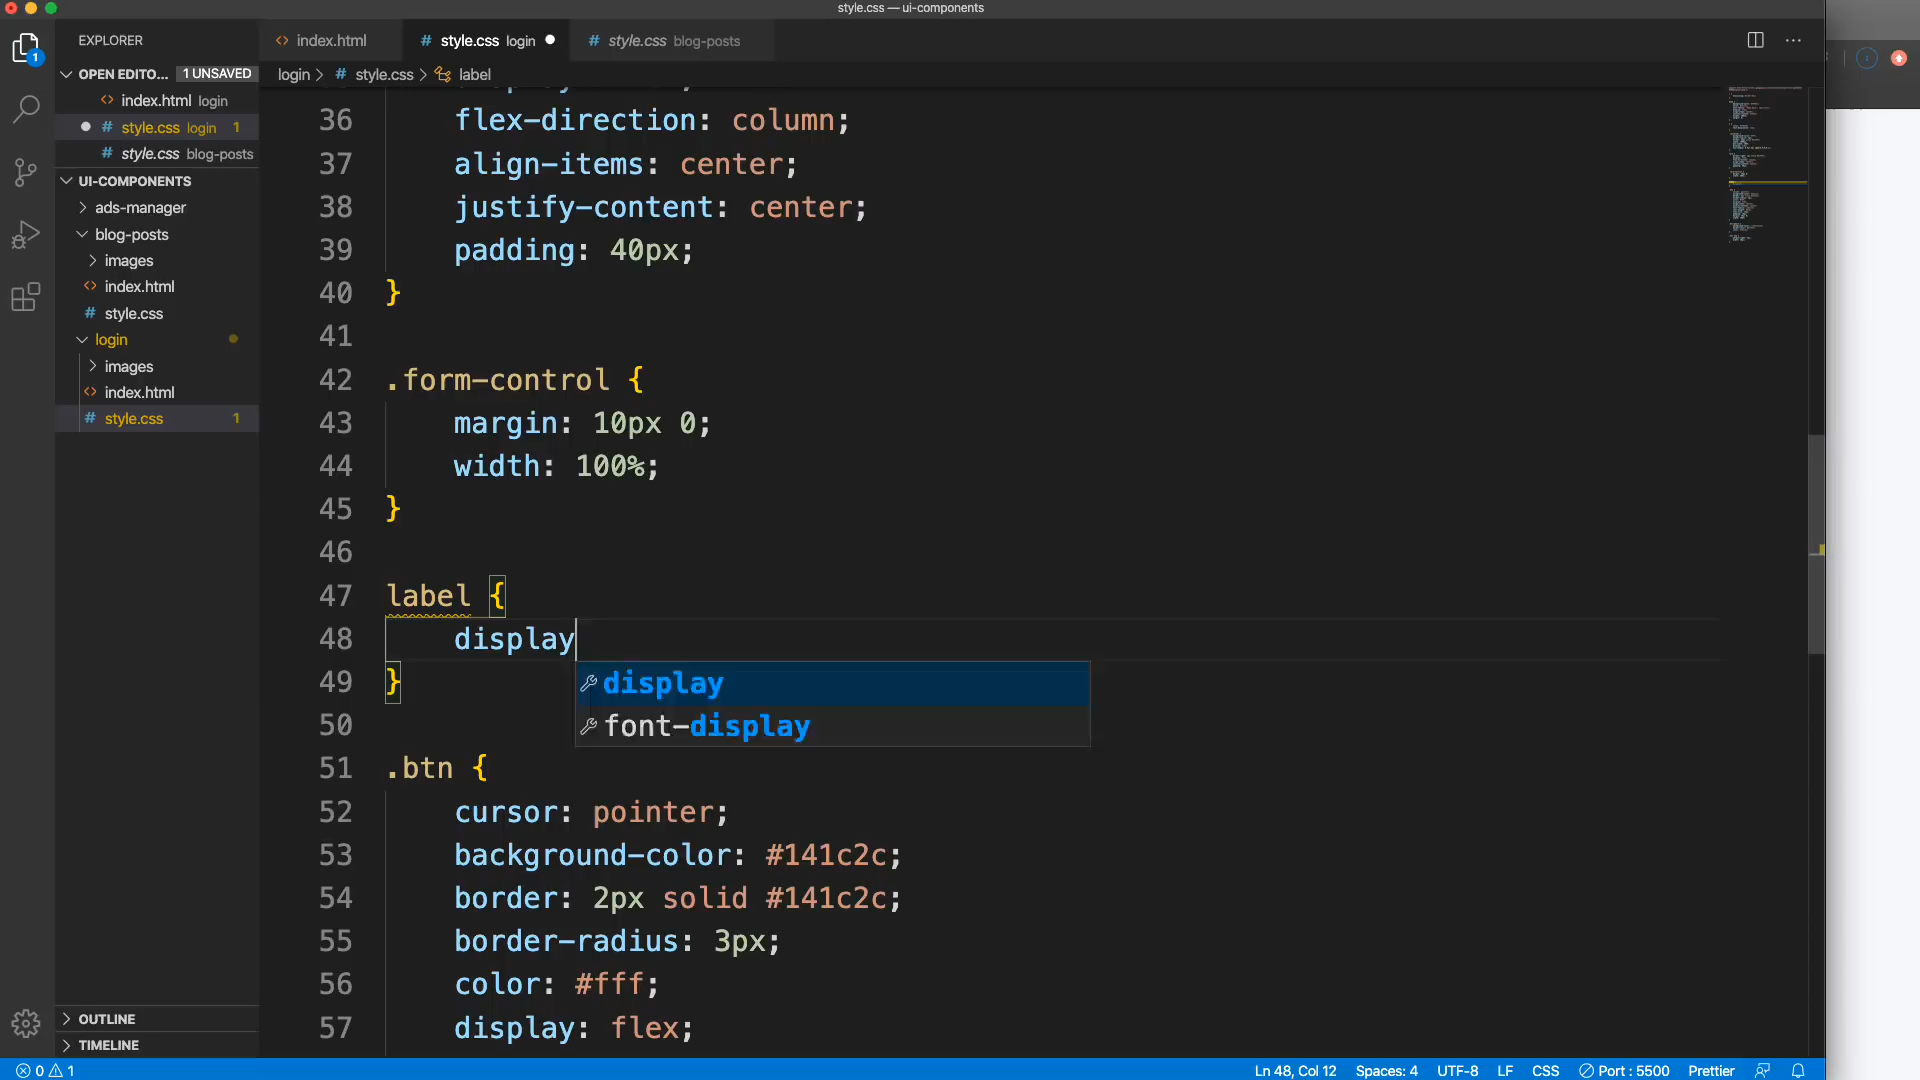 style.css — ui-components
EXPLORER
OPEN EDITO... 1 UNSAVED
index.html login
style.css login 1
style.css blog-posts
UI-COMPONENTS
ads-manager
blog-posts
images
index.html
style.css
login
images
index.html
style.css 1
OUTLINE
TIMELINE
1
index.html
style.css login
style.css blog-posts
login > # style.css > label
36 flex-direction: column;
37 align-items: center;
38 justify-content: center;
39 padding: 40px;
40 }
41
42 .form-control {
43 margin: 10px 0;
44 width: 100%;
45 }
46
47 label {
48 display
49 }
display
font-display
50
51 .btn {
52 cursor: pointer;
53 background-color: #141c2c;
54 border: 2px solid #141c2c;
55 border-radius: 3px;
56 color: #fff;
57 display: flex;
0 1
Ln 48, Col 12 Spaces: 4 UTF-8 LF CSS Port : 5500 Prettier